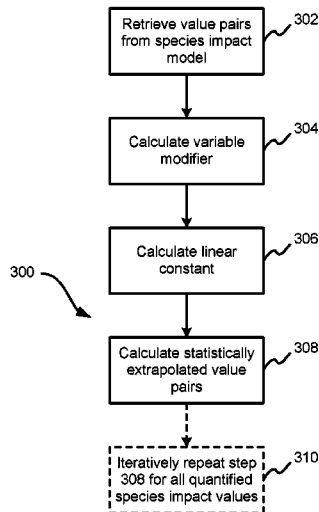 Retrieve value pairs
from species impact
model
302
Calculate variable
modifier
304
Calculate linear
constant
306
300
Calculate statistically
extrapolated value
pairs
308
Iteratively repeat step
308 for all quantified
species impact values
310